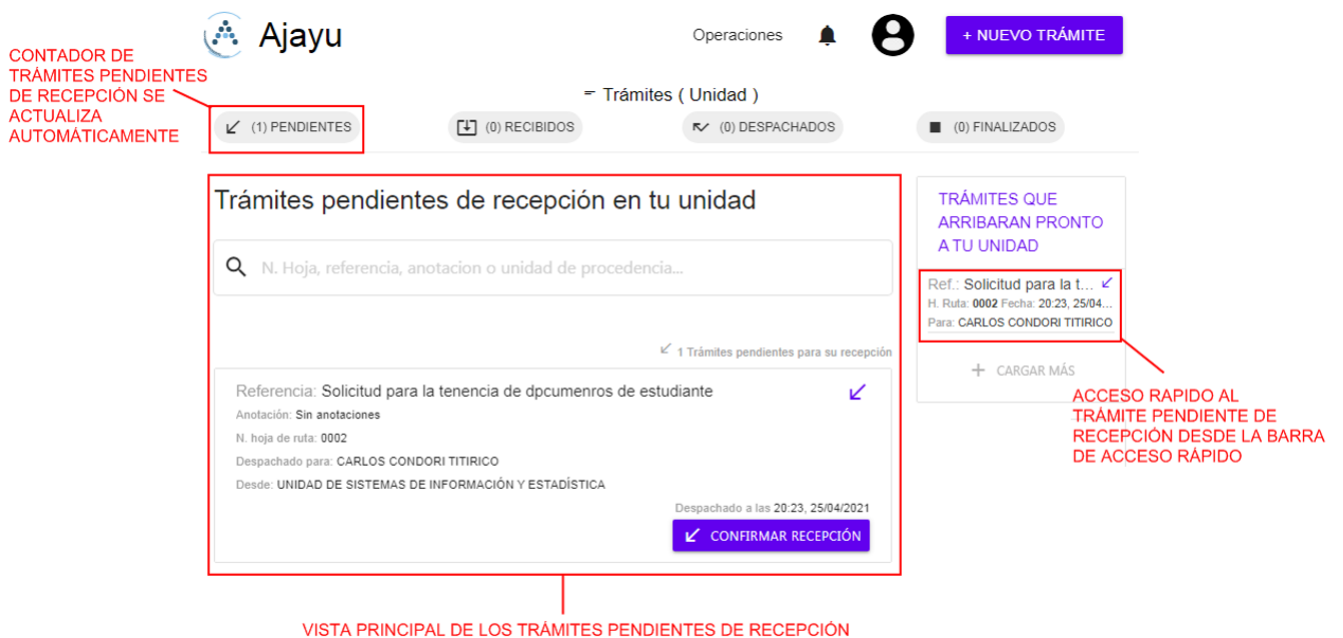 Ajayu
Operaciones
+ NUEVO TRÁMITE
CONTADOR DE
TRÁMITES PENDIENTES
DE RECEPCIÓN SE
ACTUALIZA
AUTOMÁTICAMENTE
Trámites ( Unidad )
(1) PENDIENTES
(0) RECIBIDOS
(0) DESPACHADOS
(0) FINALIZADOS
Trámites pendientes de recepción en tu unidad
N. Hoja, referencia, anotacion o unidad de procedencia...
1 Trámites pendientes para su recepción
Referencia: Solicitud para la tenencia de dpcumenros de estudiante
Anotación: Sin anotaciones
N. hoja de ruta: 0002
Despachado para: CARLOS CONDORI TITIRICO
Desde: UNIDAD DE SISTEMAS DE INFORMACIÓN Y ESTADÍSTICA
Despachado a las 20:23, 25/04/2021
CONFIRMAR RECEPCIÓN
TRÁMITES QUE
ARRIBARAN PRONTO
A TU UNIDAD
Ref.: Solicitud para la t...
H. Ruta: 0002 Fecha: 20:23, 25/04...
Para: CARLOS CONDORI TITIRICO
+ CARGAR MÁS
ACCESO RAPIDO AL
TRÁMITE PENDIENTE DE
RECEPCIÓN DESDE LA BARRA
DE ACCESO RÁPIDO
VISTA PRINCIPAL DE LOS TRÁMITES PENDIENTES DE RECEPCIÓN